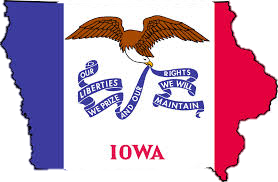 OUR
LIBERTIES
WE PRIZE
AND OUR
RIGHTS
WE WILL
MAINTAIN
IOWA